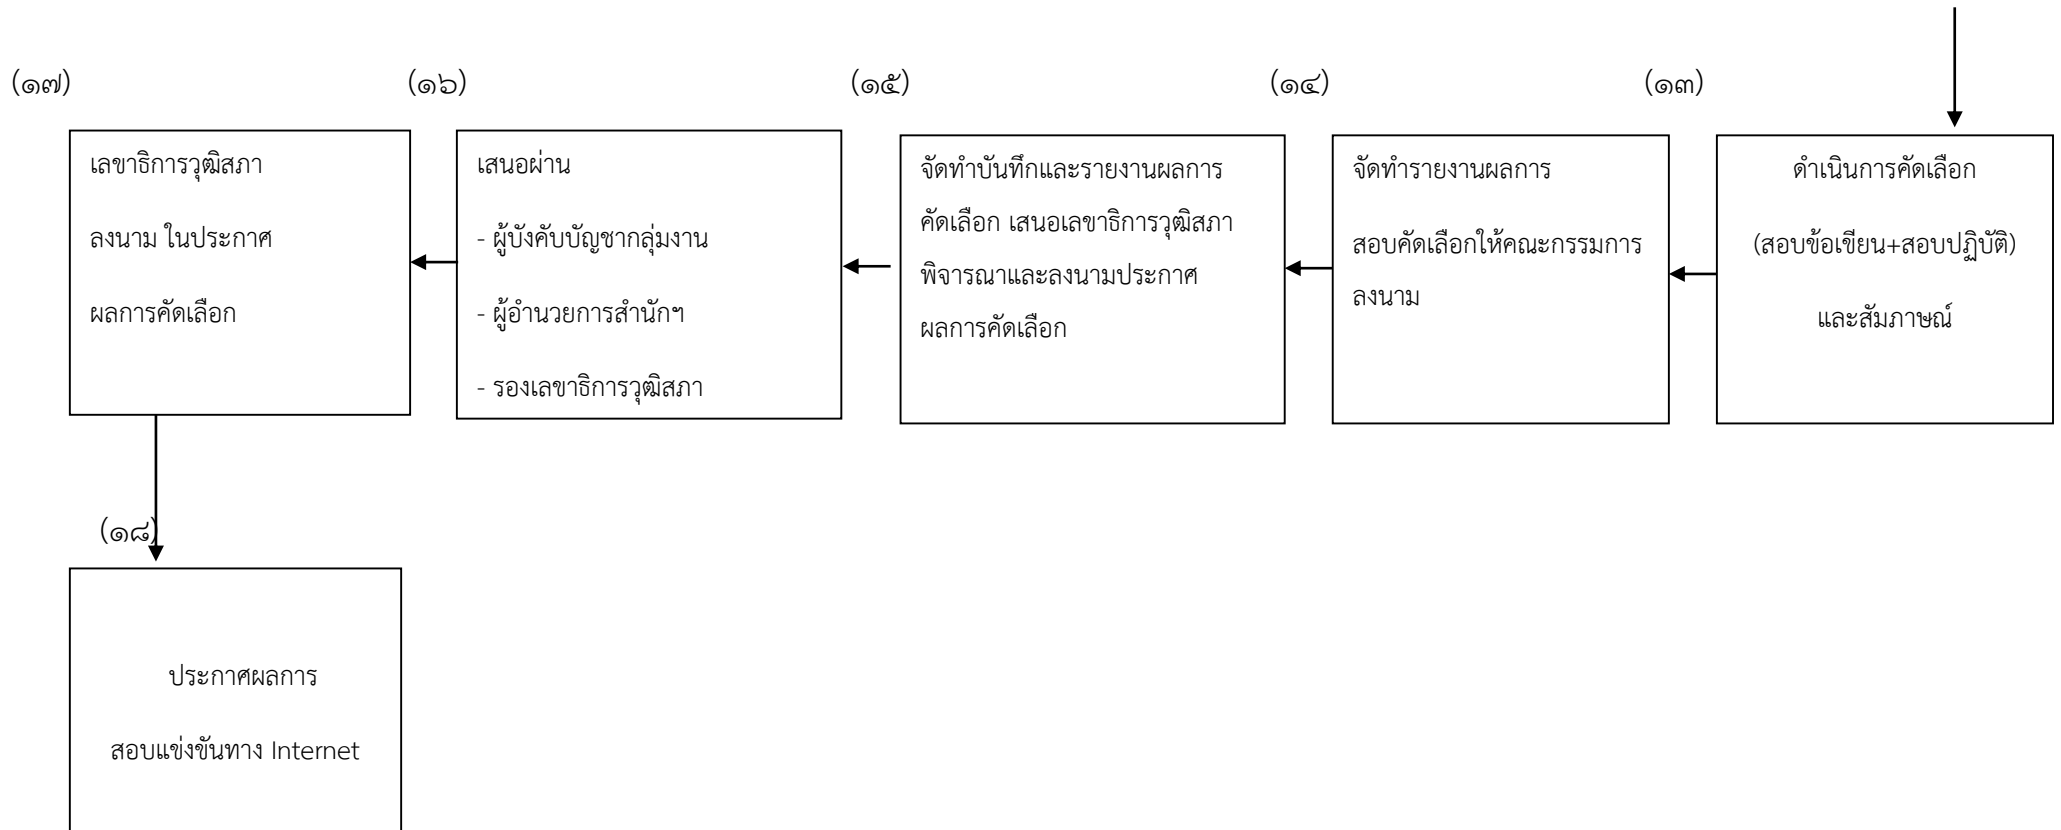 (๑๗)
(๑๖)
(๑๕)
(๑๔)
(๑๓)
เลขาธิการวุฒิสภา
ลงนาม ในประกาศ
ผลการคัดเลือก
เสนอผ่าน
- ผู้บังคับบัญชากลุ่มงาน
- ผู้อำนวยการสำนักฯ
- รองเลขาธิการวุฒิสภา
จัดทำบันทึกและรายงานผลการ
คัดเลือก เสนอเลขาธิการวุฒิสภา
พิจารณาและลงนามประกาศ
ผลการคัดเลือก
จัดทำรายงานผลการ
สอบคัดเลือกให้คณะกรรมการ
ลงนาม
ดำเนินการคัดเลือก
(สอบข้อเขียน+สอบปฏิบัติ)
และสัมภาษณ์
(๑๘)
ประกาศผลการ
สอบแข่งขันทาง Internet